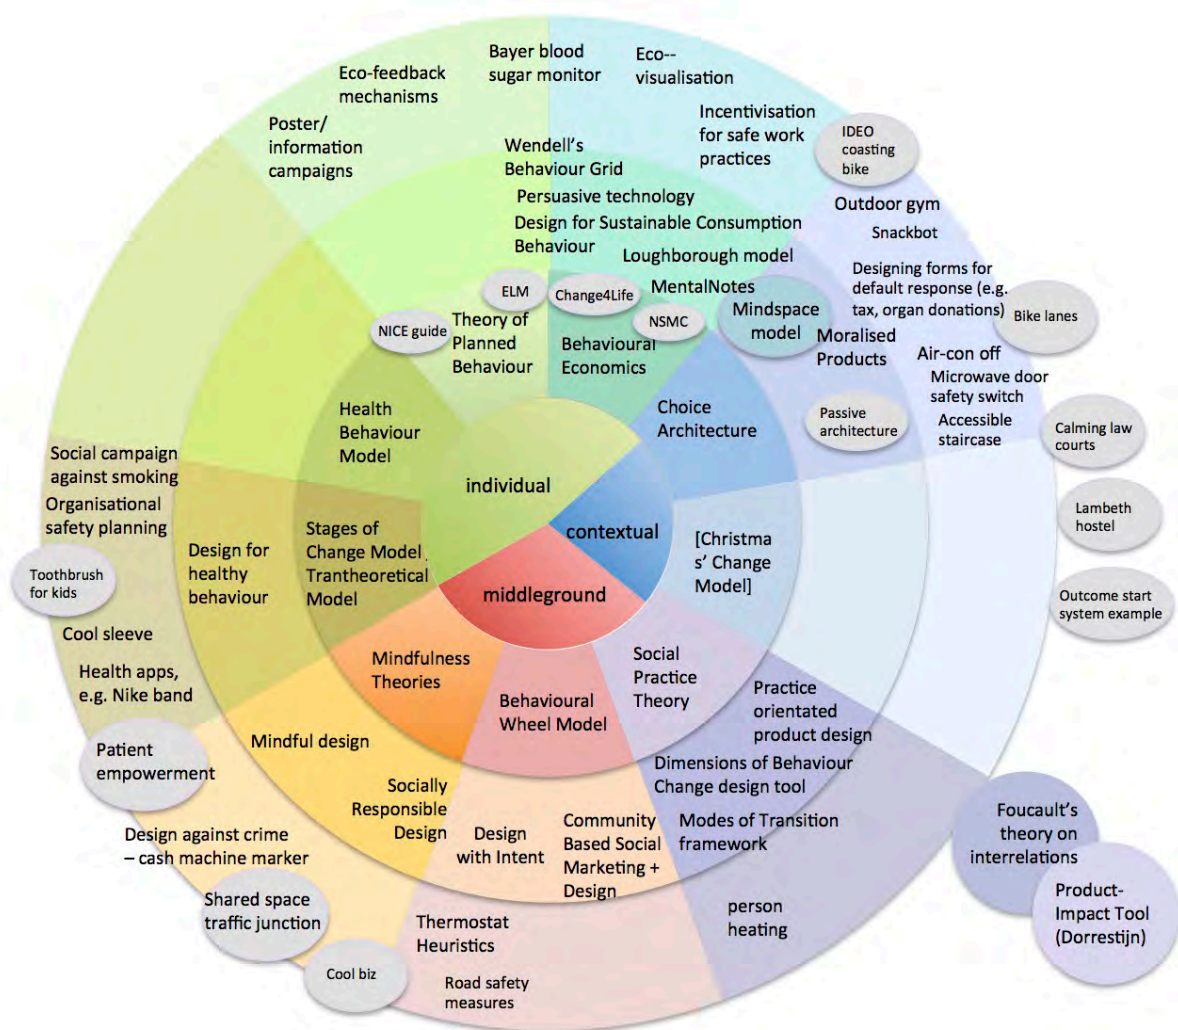 Bayer blood
sugar monitor
Eco--
visualisation
Eco-feedback
mechanisms
Poster/
information
campaigns
Incentivisation
for safe work
practices
IDEO
coasting
bike
Wendell's
Behaviour Grid
Persuasive technology
Design for Sustainable Consumption
Behaviour
Loughborough model
MentalNotes
Outdoor gym
Snackbot
Designing forms for
default response (e.g.
tax, organ donations)
Bike lanes
ELM
Change4Life
NSMC
NICE guide
Mindspace
model
Moralised
Products
Air-con off
Microwave door
safety switch
Accessible
staircase
Theory of
Planned
Behaviour
Behavioural
Economics
Choice
Architecture
Passive
architecture
Calming law
courts
Health
Behaviour
Model
individual
contextual
middleground
Social campaign
against smoking
Organisational
safety planning
Toothbrush
for kids
Cool sleeve
Health apps,
e.g. Nike band
Design for
healthy
behaviour
Stages of
Change Model
Trantheoretical
Model
[Christma
s' Change
Model]
Lambeth
hostel
Outcome start
system example
Mindfulness
Theories
Behavioural
Wheel Model
Social
Practice
Theory
Practice
orientated
product design
Dimensions of Behaviour
Change design tool
Modes of Transition
framework
Patient
empowerment
Mindful design
Socially
Responsible
Design
Design
with Intent
Community
Based Social
Marketing +
Design
Design against crime
– cash machine marker
Shared space
traffic junction
Cool biz
Thermostat
Heuristics
Road safety
measures
person
heating
Foucault's
theory on
interrelations
Product-
Impact Tool
(Dorrestijn)